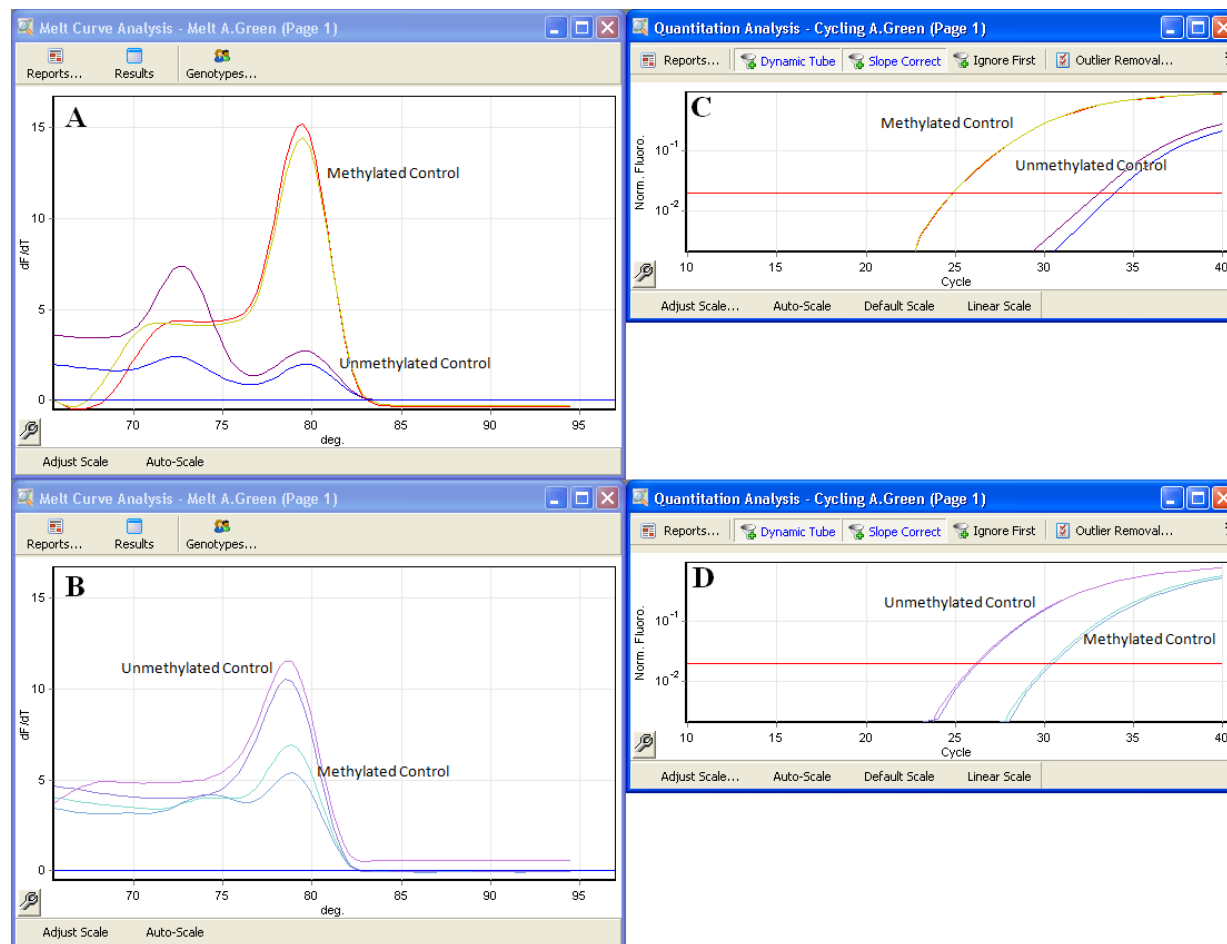 Melt Curve Analysis - Melt A.Green (Page 1)
Reports... Results Genotypes...
A
15
10
5
0
dF/dT
Methylated Control
Unmethylated Control
70 75 80 85 90 95
deg.
Adjust Scale Auto-Scale
Quantitation Analysis - Cycling A.Green (Page 1)
Reports... Dynamic Tube Slope Correct Ignore First Outlier Removal...
C
Norm. Fluoro.
10^-1
10^-2
Methylated Control
Unmethylated Control
10 15 20 25 30 35 40
Cycle
Adjust Scale... Auto-Scale Default Scale Linear Scale
Melt Curve Analysis - Melt A.Green (Page 1)
Reports... Results Genotypes...
B
15
10
5
0
dF/dT
Unmethylated Control
Methylated Control
70 75 80 85 90 95
deg.
Adjust Scale Auto-Scale
Quantitation Analysis - Cycling A.Green (Page 1)
Reports... Dynamic Tube Slope Correct Ignore First Outlier Removal...
D
Norm. Fluoro.
10^-1
10^-2
Unmethylated Control
Methylated Control
10 15 20 25 30 35 40
Cycle
Adjust Scale... Auto-Scale Default Scale Linear Scale